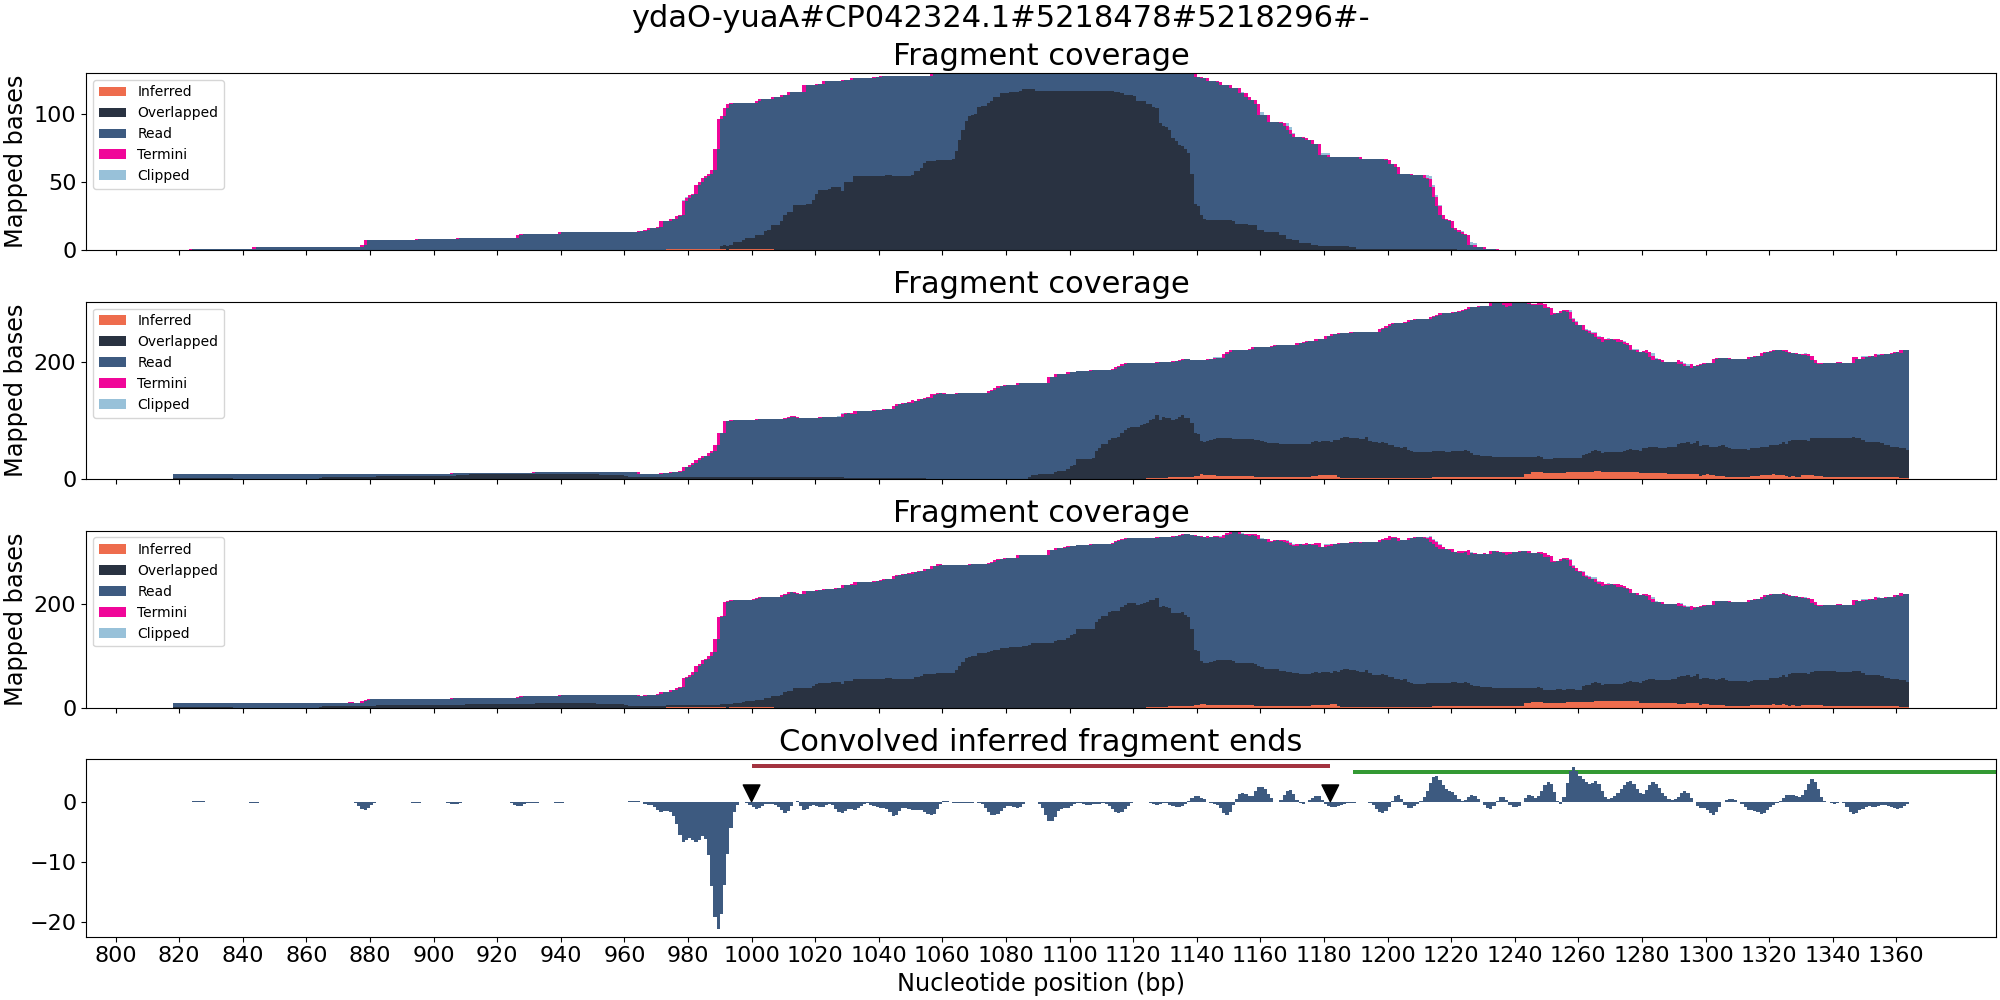 ydaO-yuaA#CP042324.1#5218478#5218296#-
Fragment coverage
Mapped bases
100
50
0
Inferred
Overlapped
Read
Termini
Clipped
Fragment coverage
Mapped bases
200
0
Inferred
Overlapped
Read
Termini
Clipped
Fragment coverage
Mapped bases
200
0
Inferred
Overlapped
Read
Termini
Clipped
Convolved inferred fragment ends
0
−10
−20
800 820 840 860 880 900 920 940 960 980 1000 1020 1040 1060 1080 1100 1120 1140 1160 1180 1200 1220 1240 1260 1280 1300 1320 1340 1360
Nucleotide position (bp)